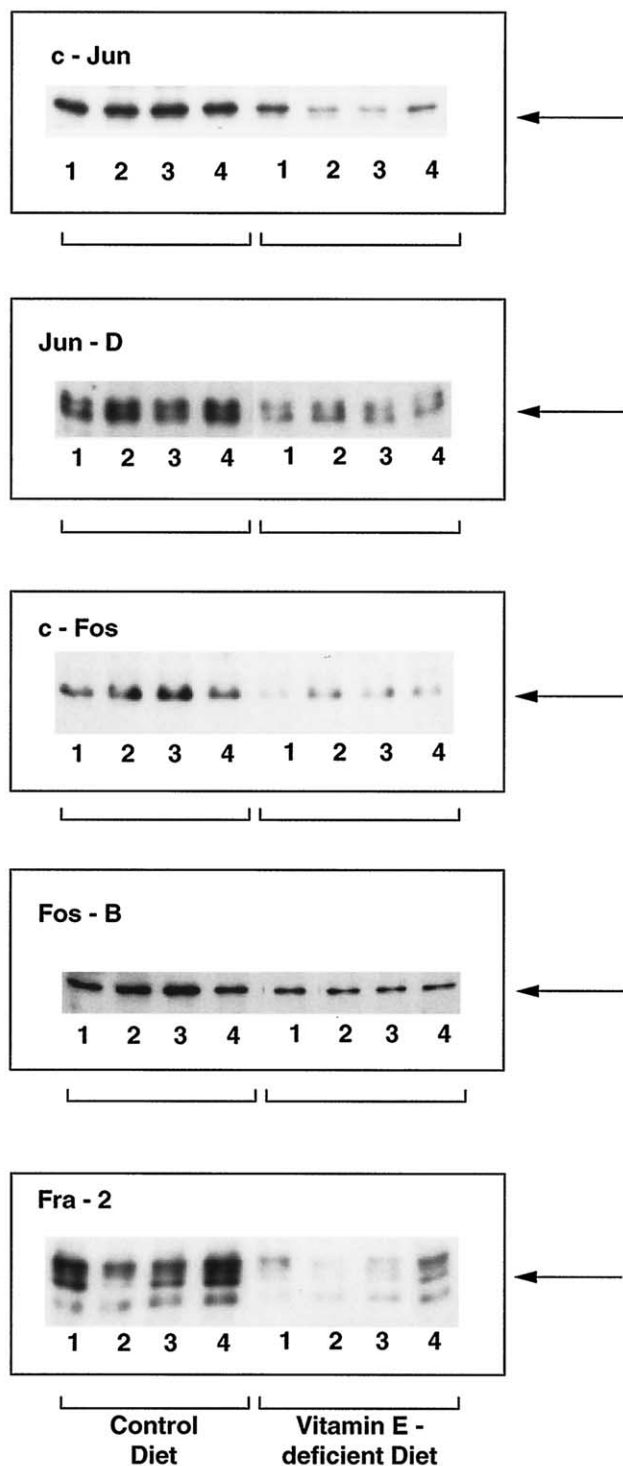 c - Jun
1 2 3 4 1 2 3 4
Jun - D
1 2 3 4 1 2 3 4
c - Fos
1 2 3 4 1 2 3 4
Fos - B
1 2 3 4 1 2 3 4
Fra - 2
1 2 3 4 1 2 3 4
Control
Diet
Vitamin E -
deficient Diet